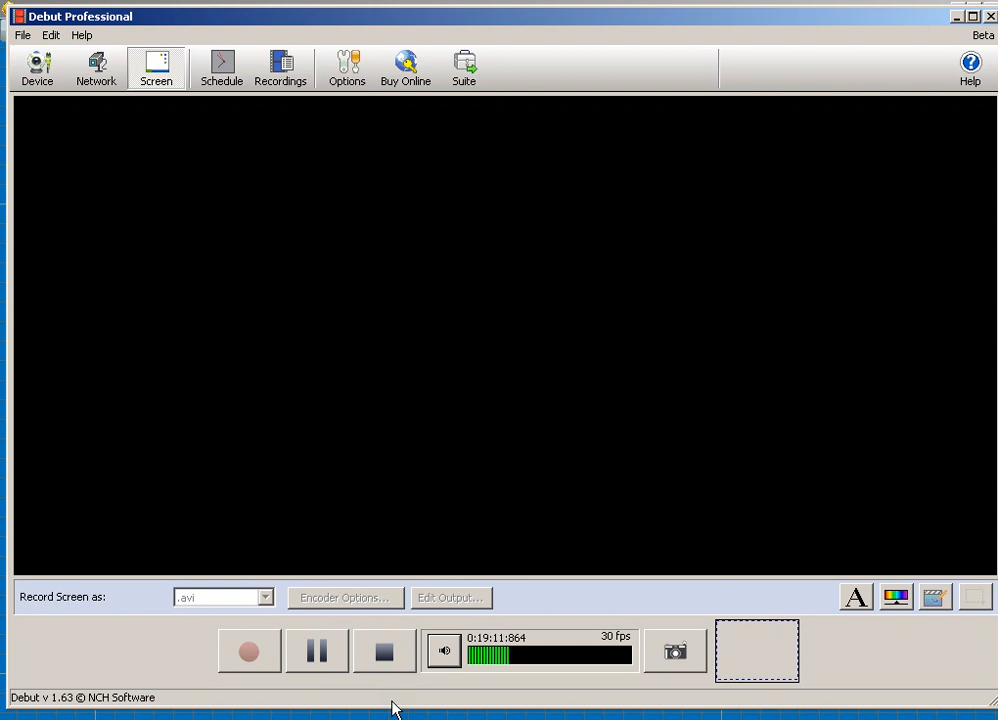 Debut Professional
File Edit Help Beta
Device Network Screen Schedule Recordings Options Buy Online Suite Help
Record Screen as: .avi Encoder Options... Edit Output... A
0:19:11:864 30 fps
Debut v 1.63 © NCH Software